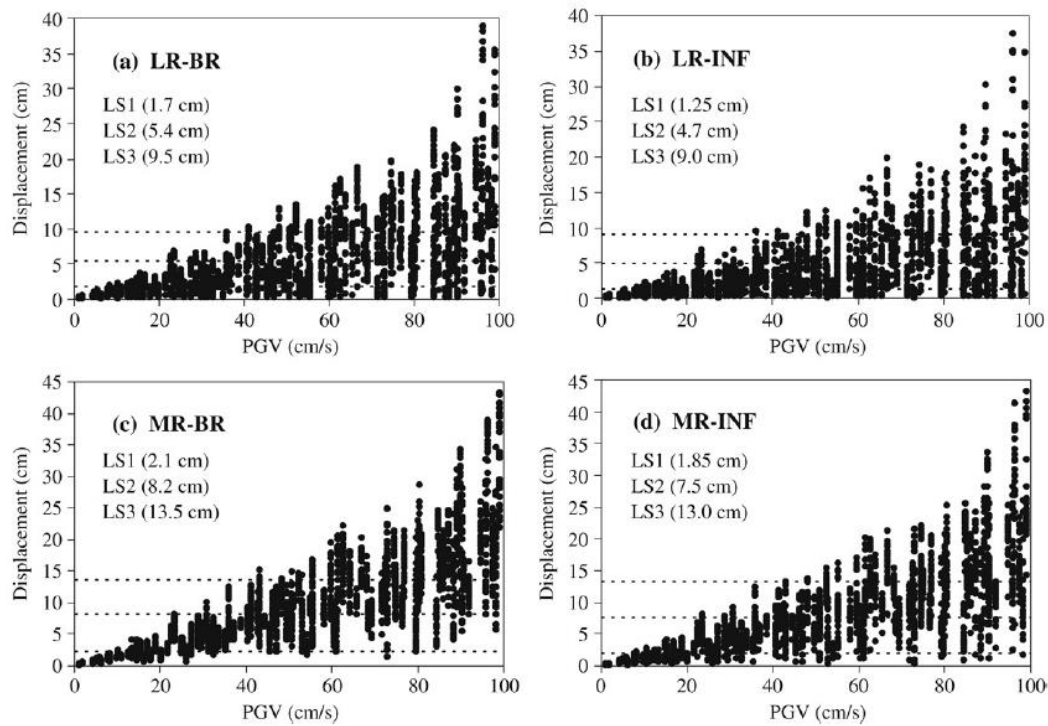 40
35
30
25
20
15
10
5
0
Displacement (cm)
(a) LR-BR
LS1 (1.7 cm)
LS2 (5.4 cm)
LS3 (9.5 cm)
0 20 40 60 80 100
PGV (cm/s)
40
35
30
25
20
15
10
5
0
Displacement (cm)
(b) LR-INF
LS1 (1.25 cm)
LS2 (4.7 cm)
LS3 (9.0 cm)
0 20 40 60 80 100
PGV (cm/s)
45
40
35
30
25
20
15
10
5
0
Displacement (cm)
(c) MR-BR
LS1 (2.1 cm)
LS2 (8.2 cm)
LS3 (13.5 cm)
0 20 40 60 80 100
PGV (cm/s)
45
40
35
30
25
20
15
10
5
0
Displacement (cm)
(d) MR-INF
LS1 (1.85 cm)
LS2 (7.5 cm)
LS3 (13.0 cm)
0 20 40 60 80 100
PGV (cm/s)